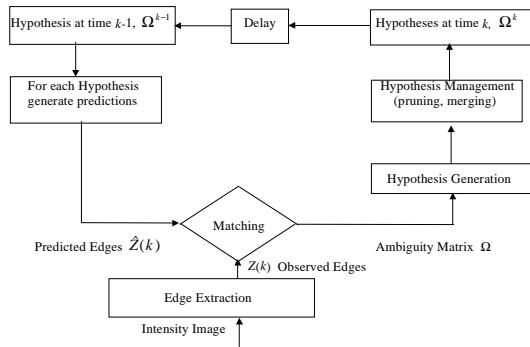 Hypothesis at time k-1, Ω^{k-1}
Delay
Hypotheses at time k, Ω^k
For each Hypothesis
generate predictions
Hypothesis Management
(pruning, merging)
Hypothesis Generation
Matching
Predicted Edges Ẑ(k)
Ambiguity Matrix Ω
Z(k) Observed Edges
Edge Extraction
Intensity Image